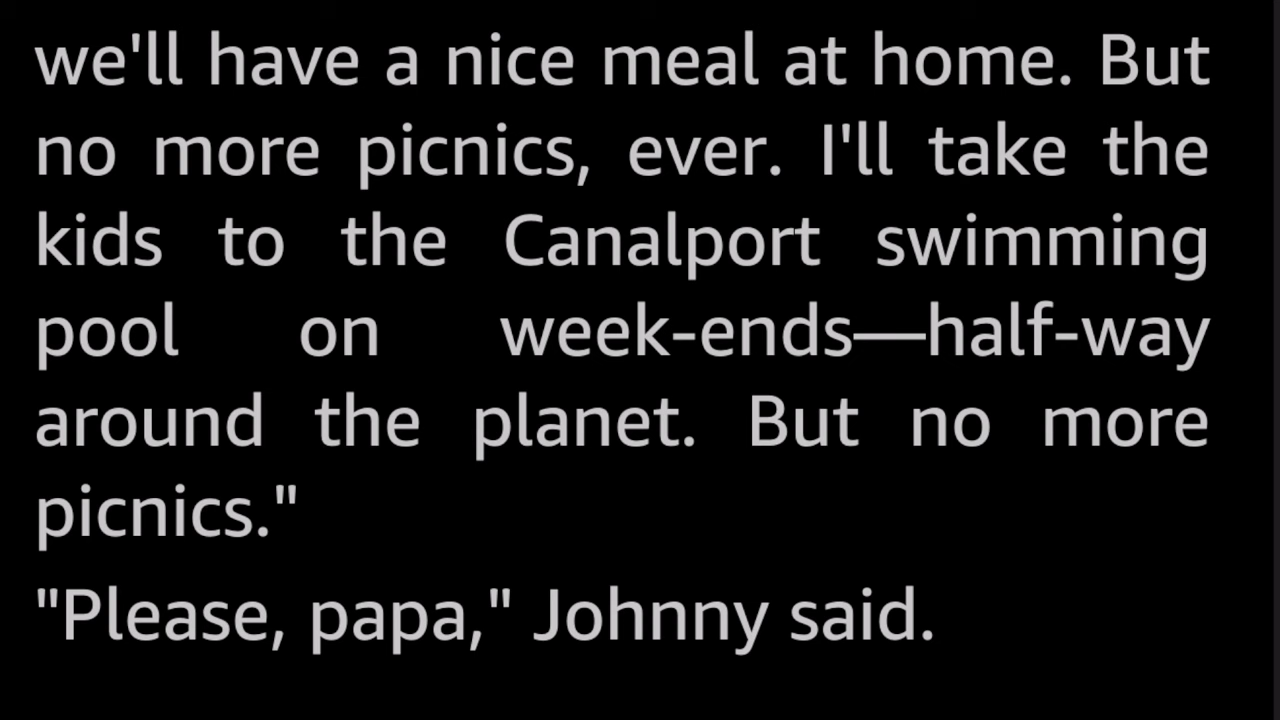 we'll have a nice meal at home. But
no more picnics, ever. I'll take the
kids to the Canalport swimming
pool on week-ends—half-way
around the planet. But no more
picnics."
"Please, papa," Johnny said.